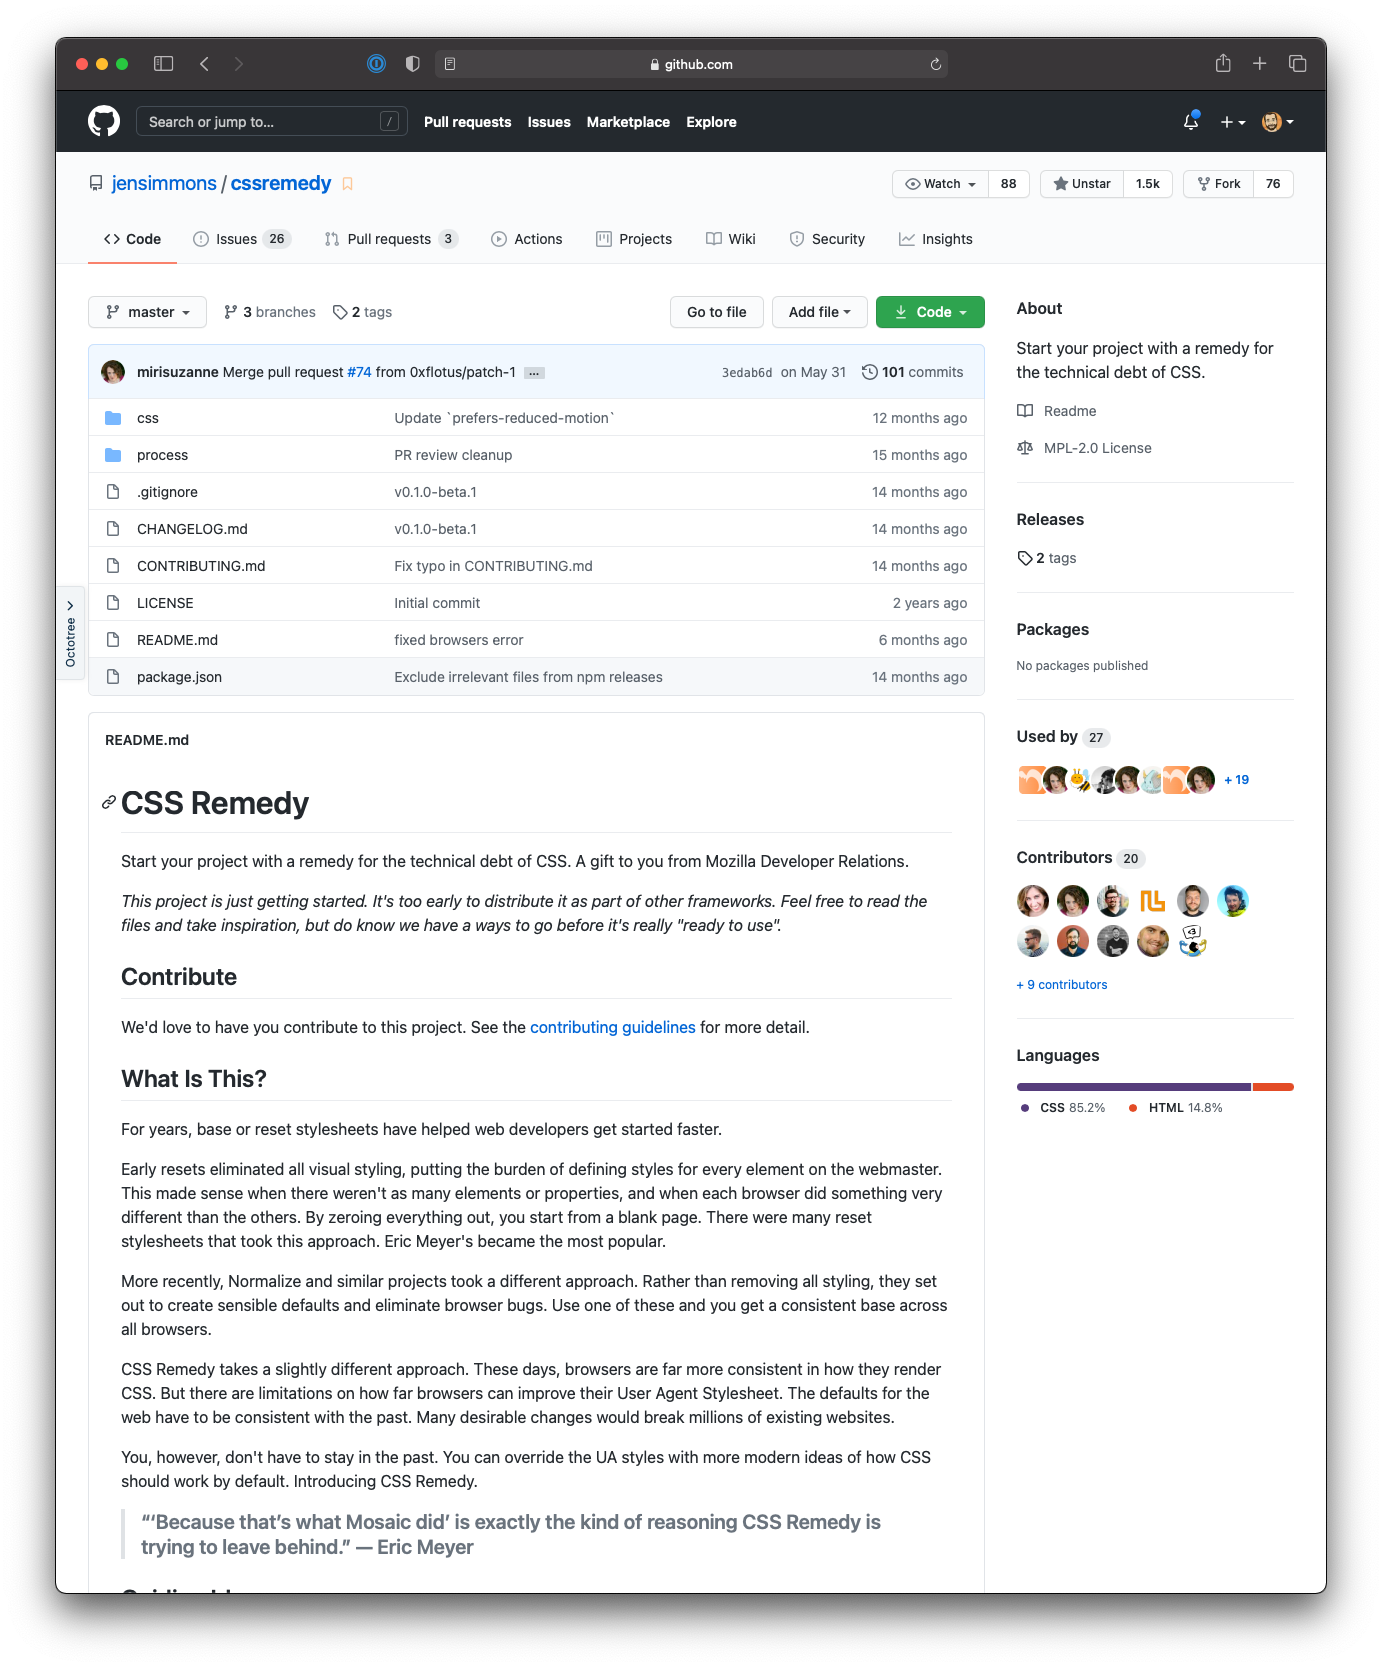 github.com
Search or jump to... /
Pull requests Issues Marketplace Explore
jensimmons / cssremedy
Watch 88 Unstar 1.5k Fork 76
Code Issues 26 Pull requests 3 Actions Projects Wiki Security Insights
master 3 branches 2 tags Go to file Add file Code
mirisuzanne Merge pull request #74 from 0xflotus/patch-1 ... 3edab6d on May 31 101 commits
css Update `prefers-reduced-motion` 12 months ago
process PR review cleanup 15 months ago
.gitignore v0.1.0-beta.1 14 months ago
CHANGELOG.md v0.1.0-beta.1 14 months ago
CONTRIBUTING.md Fix typo in CONTRIBUTING.md 14 months ago
LICENSE Initial commit 2 years ago
README.md fixed browsers error 6 months ago
package.json Exclude irrelevant files from npm releases 14 months ago
Octotree
README.md
CSS Remedy
Start your project with a remedy for the technical debt of CSS. A gift to you from Mozilla Developer Relations.
This project is just getting started. It's too early to distribute it as part of other frameworks. Feel free to read the
files and take inspiration, but do know we have a ways to go before it's really "ready to use".
Contribute
We'd love to have you contribute to this project. See the contributing guidelines for more detail.
What Is This?
For years, base or reset stylesheets have helped web developers get started faster.
Early resets eliminated all visual styling, putting the burden of defining styles for every element on the webmaster.
This made sense when there weren't as many elements or properties, and when each browser did something very
different than the others. By zeroing everything out, you start from a blank page. There were many reset
stylesheets that took this approach. Eric Meyer's became the most popular.
More recently, Normalize and similar projects took a different approach. Rather than removing all styling, they set
out to create sensible defaults and eliminate browser bugs. Use one of these and you get a consistent base across
all browsers.
CSS Remedy takes a slightly different approach. These days, browsers are far more consistent in how they render
CSS. But there are limitations on how far browsers can improve their User Agent Stylesheet. The defaults for the
web have to be consistent with the past. Many desirable changes would break millions of existing websites.
You, however, don't have to stay in the past. You can override the UA styles with more modern ideas of how CSS
should work by default. Introducing CSS Remedy.
“‘Because that’s what Mosaic did’ is exactly the kind of reasoning CSS Remedy is
trying to leave behind.” — Eric Meyer
About
Start your project with a remedy for
the technical debt of CSS.
Readme
MPL-2.0 License
Releases
2 tags
Packages
No packages published
Used by 27
+ 19
Contributors 20
<3
+ 9 contributors
Languages
CSS 85.2% HTML 14.8%